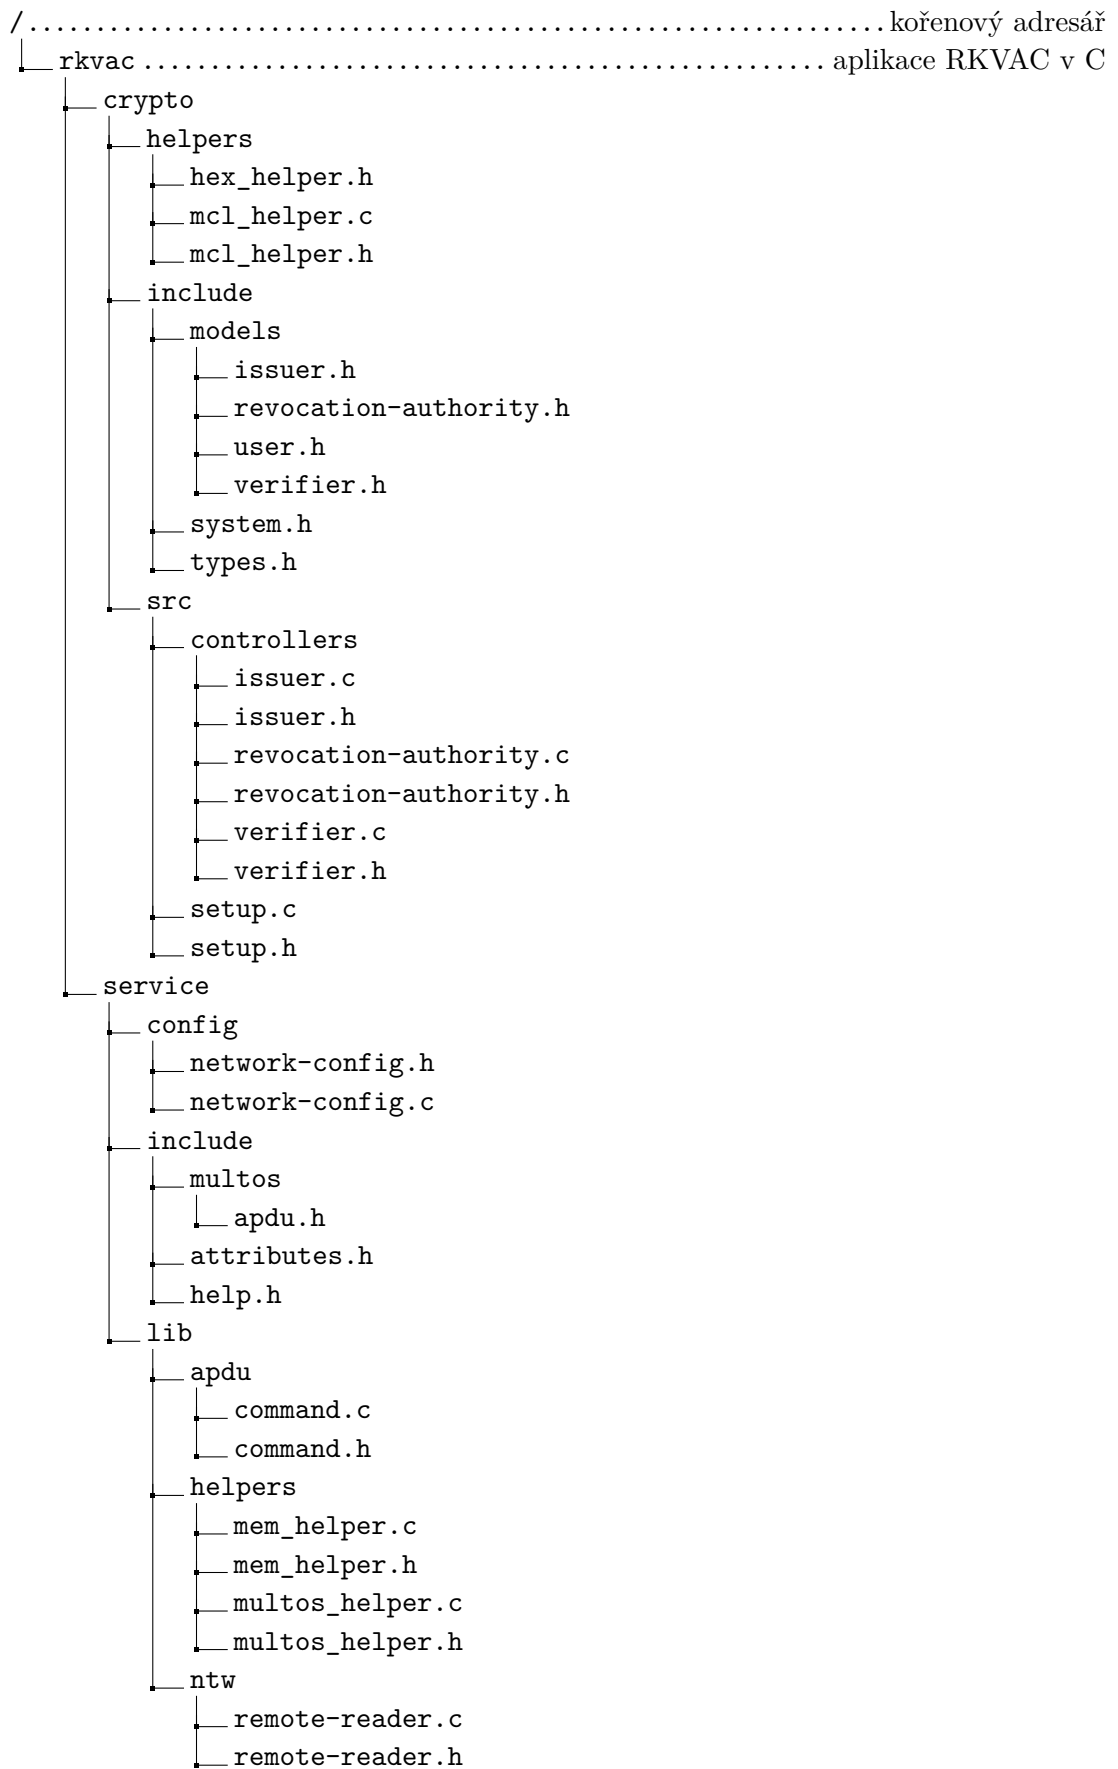 / ................................................................ kořenový adresář
rkvac ................................................... aplikace RKVAC v C
crypto
helpers
hex_helper.h
mcl_helper.c
mcl_helper.h
include
models
issuer.h
revocation-authority.h
user.h
verifier.h
system.h
types.h
src
controllers
issuer.c
issuer.h
revocation-authority.c
revocation-authority.h
verifier.c
verifier.h
setup.c
setup.h
service
config
network-config.h
network-config.c
include
multos
apdu.h
attributes.h
help.h
lib
apdu
command.c
command.h
helpers
mem_helper.c
mem_helper.h
multos_helper.c
multos_helper.h
ntw
remote-reader.c
remote-reader.h